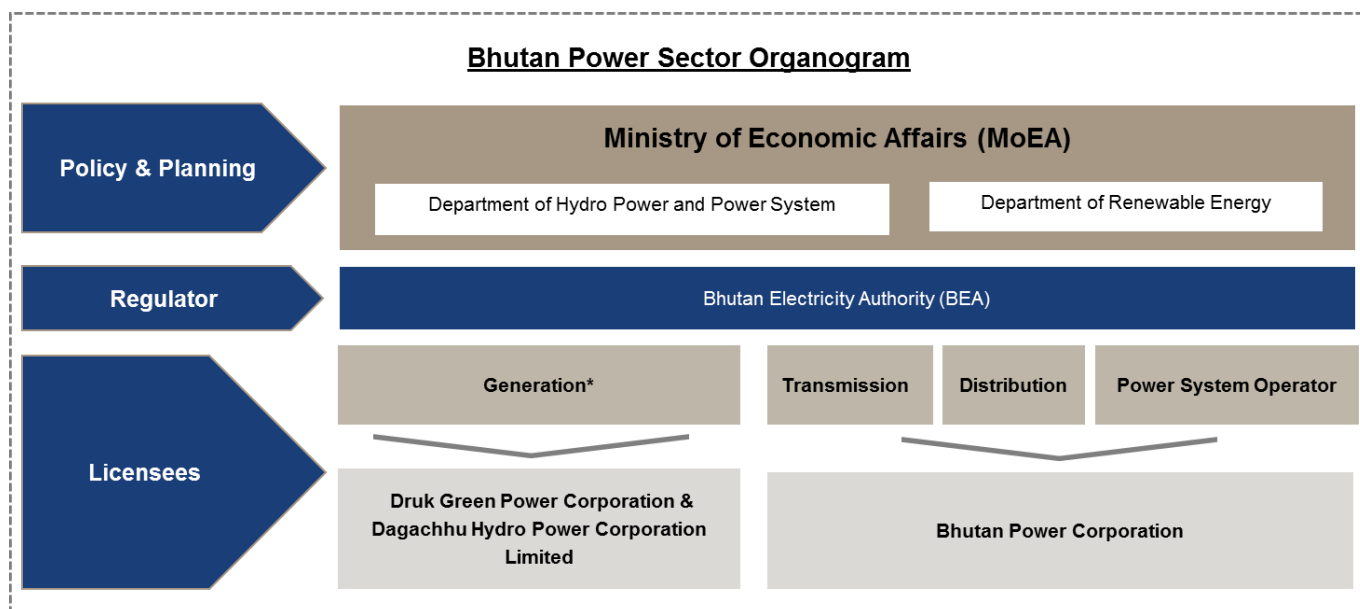 Bhutan Power Sector Organogram
Policy & Planning
Ministry of Economic Affairs (MoEA)
Department of Hydro Power and Power System
Department of Renewable Energy
Regulator
Bhutan Electricity Authority (BEA)
Licensees
Generation*
Transmission
Distribution
Power System Operator
Druk Green Power Corporation &
Dagachhu Hydro Power Corporation
Limited
Bhutan Power Corporation